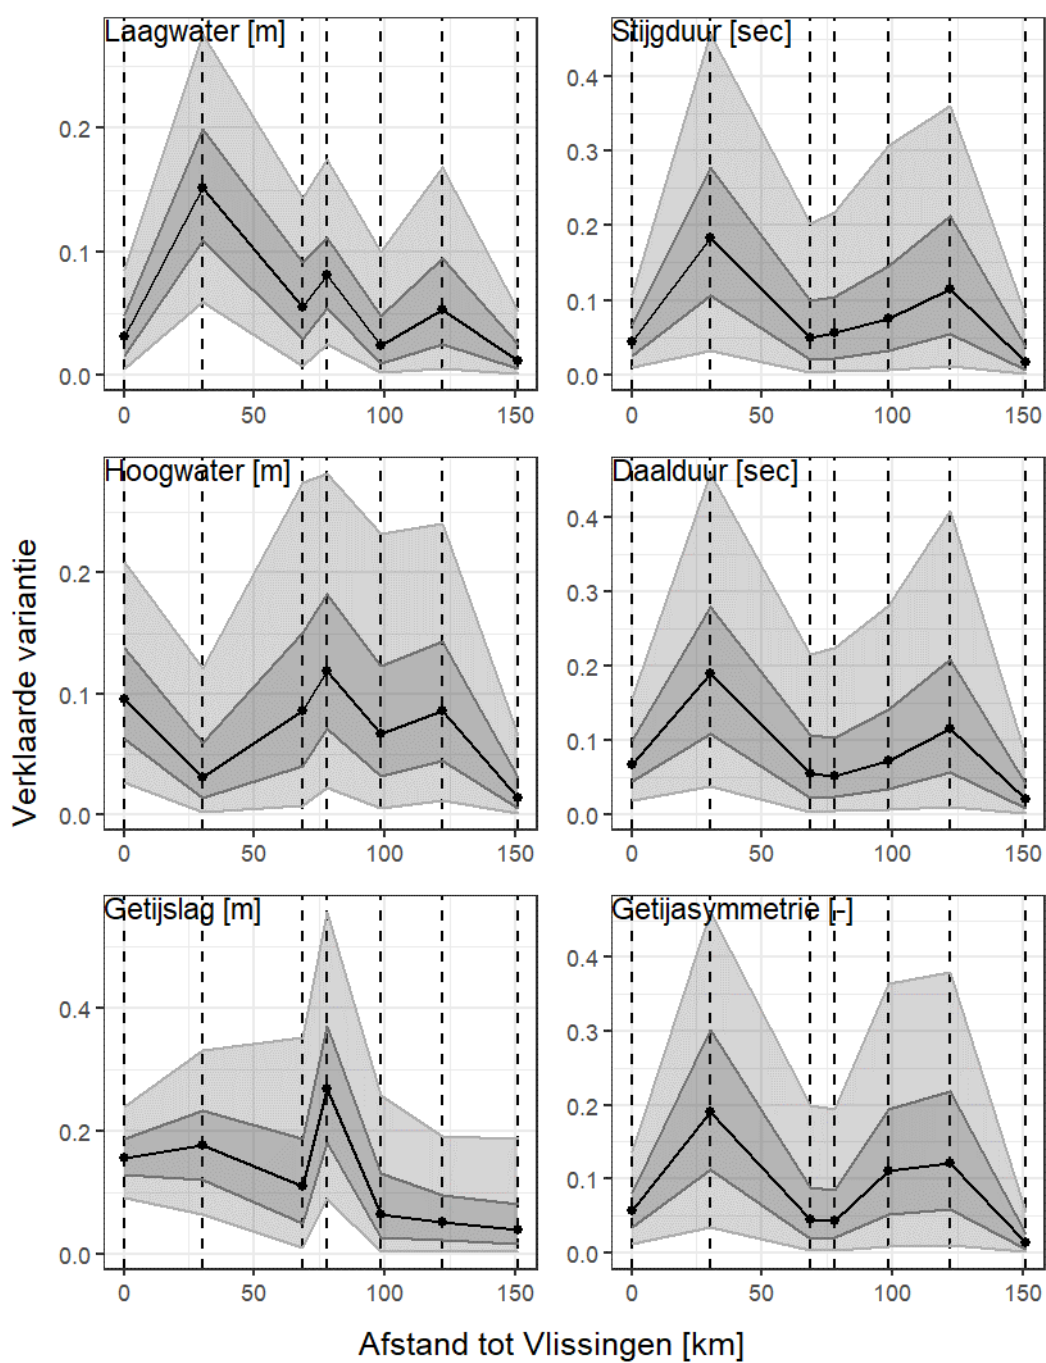 Laagwater [m]
0.2
0.1
0.0
0 50 100 150
Stijgduur [sec]
0.4
0.3
0.2
0.1
0.0
0 50 100 150
Hoogwater [m]
0.2
0.1
0.0
0 50 100 150
Daalduur [sec]
0.4
0.3
0.2
0.1
0.0
0 50 100 150
Getijslag [m]
0.4
0.2
0.0
0 50 100 150
Getijasymmetrie [-]
0.4
0.3
0.2
0.1
0.0
0 50 100 150
Verklaarde variantie
Afstand tot Vlissingen [km]